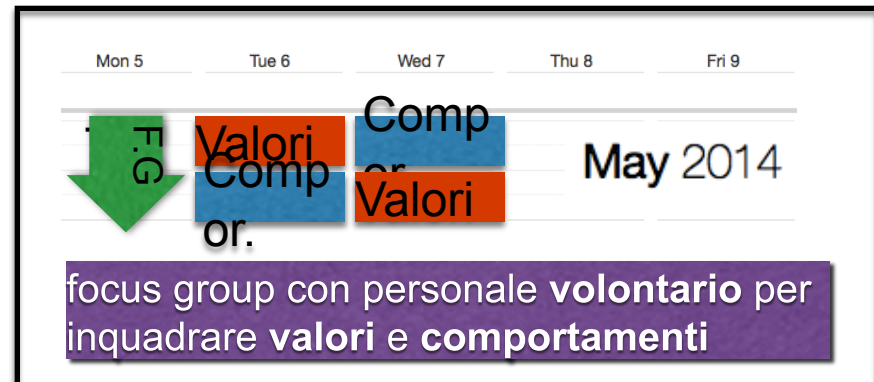 Mon 5 Tue 6 Wed 7 Thu 8 Fri 9
F.G
.
Valori
Comp
or.
Comp
or.
Valori
May 2014
focus group con personale volontario per
inquadrare valori e comportamenti